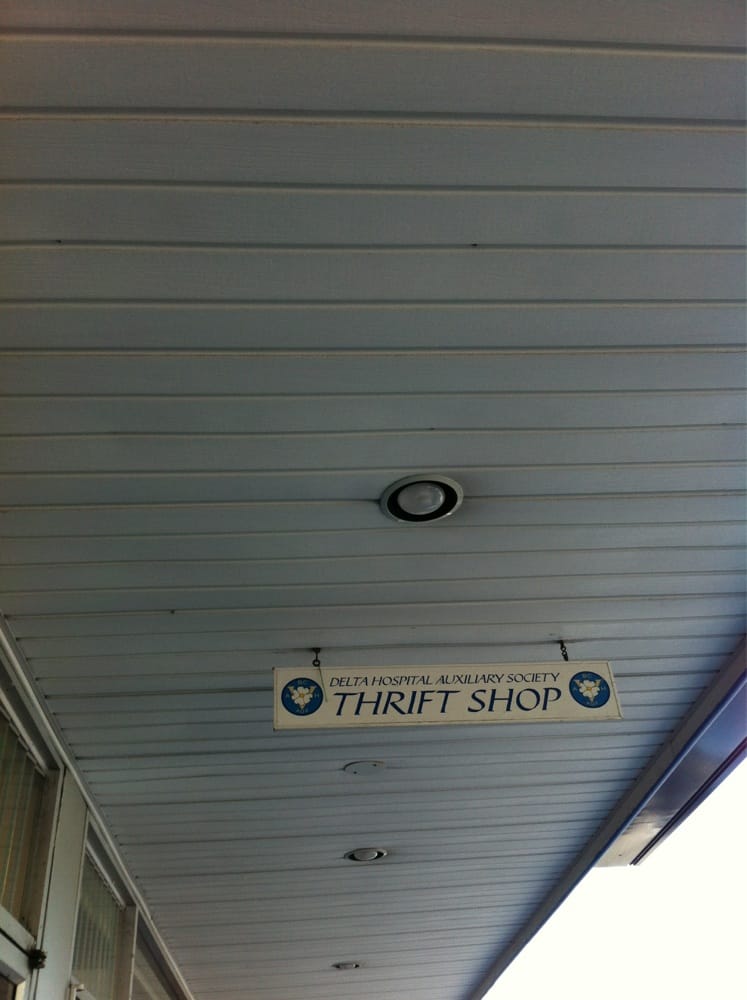 DELTA HOSPITAL AUXILIARY SOCIETY
THRIFT SHOP